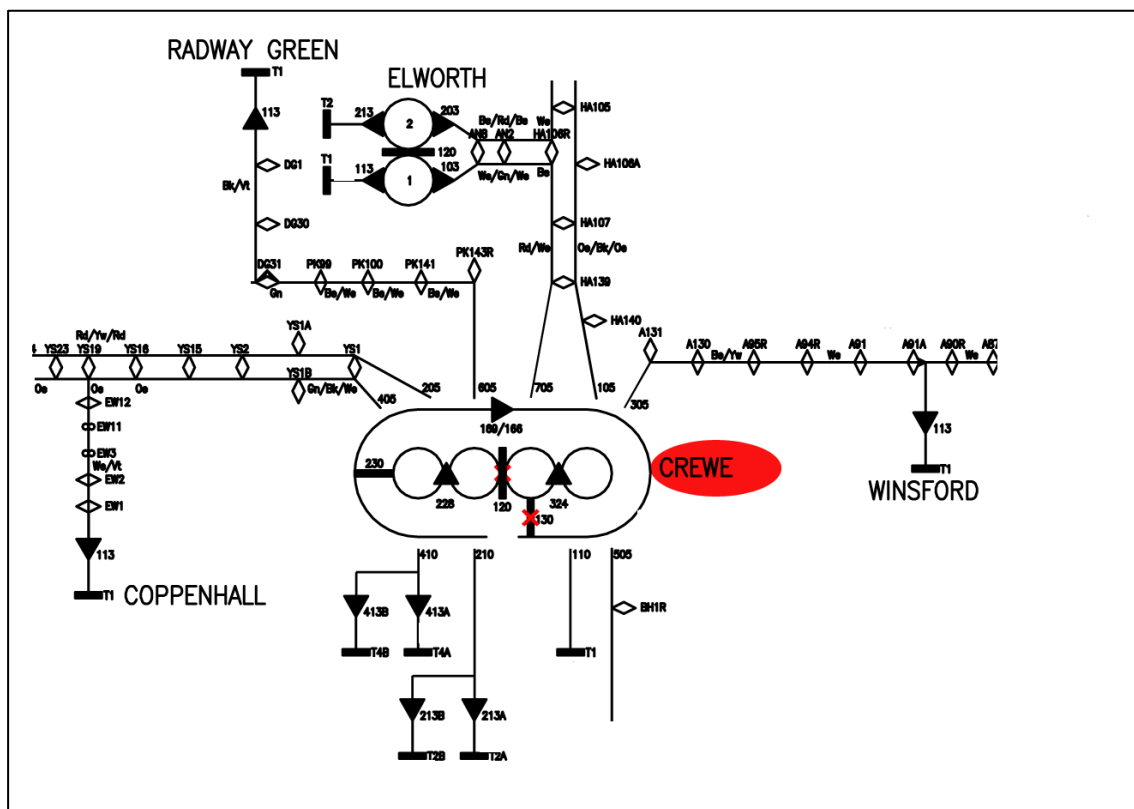 RADWAY GREEN
T1
ELWORTH
113
T2
213
203
2
Be/Rd/Be
We
HA105
AN8
AN2
HA106R
120
DG1
T1
113
103
1
We/Gn/We
Be
HA106A
Bk/Vt
DG30
HA107
Rd/We
Oe/Bk/Oe
PK143R
DG31
PK99
PK100
PK141
Gn
Be/We
Be/We
Be/We
HA139
HA140
Rd/Yw/Rd
YS1A
A131
YS23
YS19
YS16
YS15
YS2
YS1
A130
A95R
A94R
A91
A91A
A90R
Be/Yw
We
We
YS1B
Oe
Oe
Oe
Gn/Bk/We
405
205
605
705
105
305
EW12
EW11
EW3
We/Vt
EW2
EW1
113
T1
COPPENHALL
169/166
230
228
120
324
130
CREWE
113
T1
WINSFORD
410
210
110
505
413B
413A
BH1R
T4B
T4A
T1
213B
213A
T2B
T2A